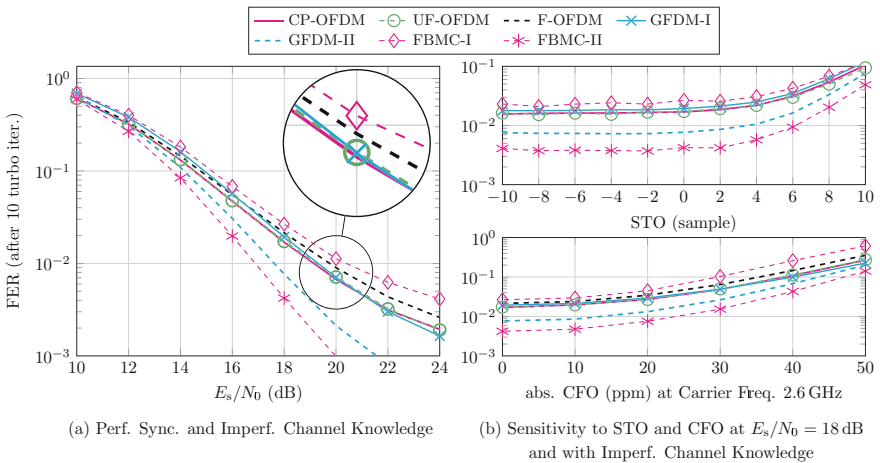 CP-OFDM UF-OFDM F-OFDM GFDM-I
GFDM-II FBMC-I FBMC-II
FER (after 10 turbo iter.)
10^0
10^−1
10^−2
10^−3
10 12 14 16 18 20 22 24
E_s/N_0 (dB)
(a) Perf. Sync. and Imperf. Channel Knowledge
10^−1
10^−2
10^−3
−10 −8 −6 −4 −2 0 2 4 6 8 10
STO (sample)
10^0
10^−1
10^−2
10^−3
0 10 20 30 40 50
abs. CFO (ppm) at Carrier Freq. 2.6 GHz
(b) Sensitivity to STO and CFO at E_s/N_0 = 18 dB
and with Imperf. Channel Knowledge